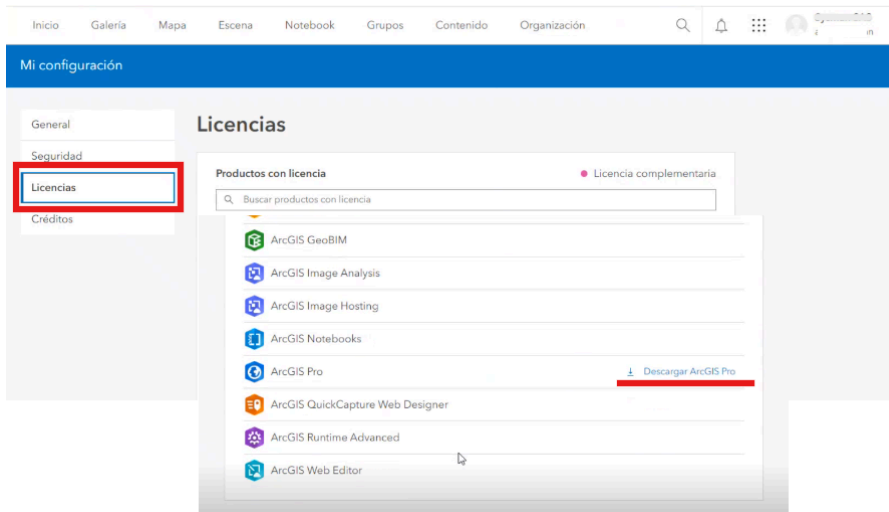 Inicio Galería Mapa Escena Notebook Grupos Contenido Organización
Mi configuración
General
Seguridad
Licencias
Créditos
Licencias
Productos con licencia Licencia complementaria
Buscar productos con licencia
ArcGIS GeoBIM
ArcGIS Image Analysis
ArcGIS Image Hosting
ArcGIS Notebooks
ArcGIS Pro Descargar ArcGIS Pro
ArcGIS QuickCapture Web Designer
ArcGIS Runtime Advanced
ArcGIS Web Editor